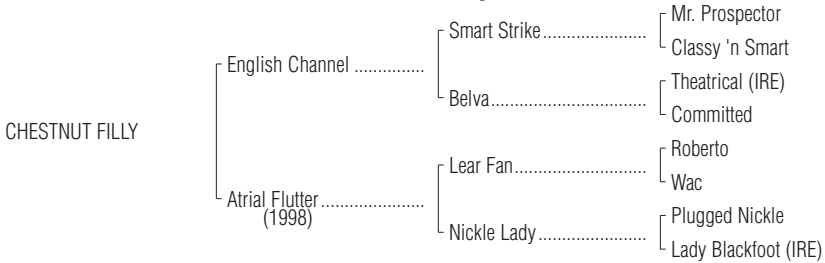 Mr. Prospector
Smart Strike.......................
Classy 'n Smart
English Channel ...............
Theatrical (IRE)
Belva..................................
Committed
CHESTNUT FILLY
Roberto
Lear Fan............................
Wac
Atrial Flutter.......................
(1998)
Plugged Nickle
Nickle Lady........................
Lady Blackfoot (IRE)